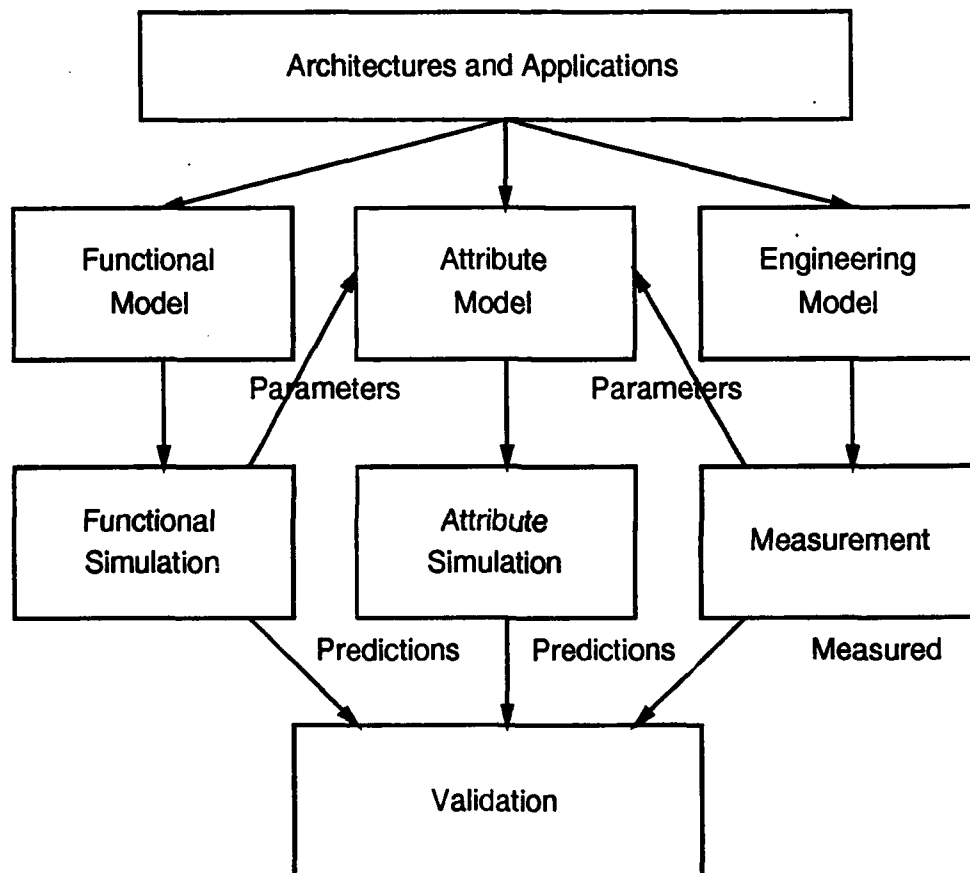 Architectures and Applications
Functional
Model
Attribute
Model
Engineering
Model
Parameters
Parameters
Functional
Simulation
Attribute
Simulation
Measurement
Predictions
Predictions
Measured
Validation